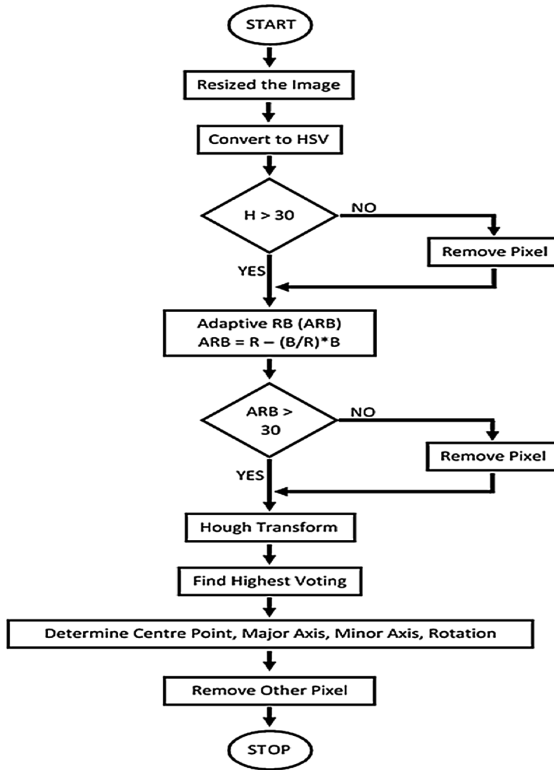 START
Resized the Image
Convert to HSV
H > 30
NO
Remove Pixel
YES
Adaptive RB (ARB)
ARB = R – (B/R)*B
ARB >
30
NO
Remove Pixel
YES
Hough Transform
Find Highest Voting
Determine Centre Point, Major Axis, Minor Axis, Rotation
Remove Other Pixel
STOP